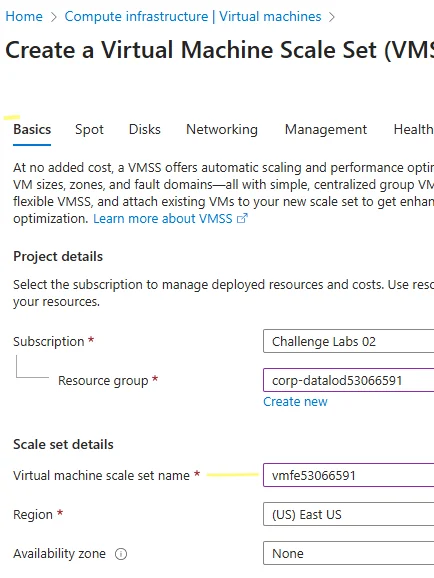 Home > Compute infrastructure | Virtual machines >
Create a Virtual Machine Scale Set (VMS
Basics Spot Disks Networking Management Health
At no added cost, a VMSS offers automatic scaling and performance opti
VM sizes, zones, and fault domains—all with simple, centralized group VM
flexible VMSS, and attach existing VMs to your new scale set to get enhan
optimization. Learn more about VMSS
Project details
Select the subscription to manage deployed resources and costs. Use reso
your resources.
Subscription * Challenge Labs 02
Resource group * corp-datalod53066591
Create new
Scale set details
Virtual machine scale set name * vmfe53066591
Region * (US) East US
Availability zone None